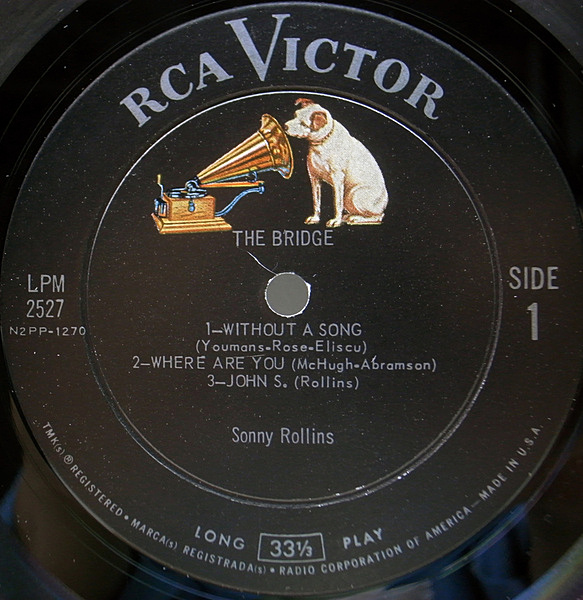 RCA VICTOR
THE BRIDGE
LPM
2527
N2PP-1270
SIDE
1
1—WITHOUT A SONG
(Youmans-Rose-Eliscu)
2—WHERE ARE YOU (McHugh-Abramson)
3—JOHN S. (Rollins)
Sonny Rollins
LONG 33⅓ PLAY
TMK(s) ® REGISTERED • MARCA(s) REGISTRADA(s) • RADIO CORPORATION OF AMERICA—MADE IN U.S.A.